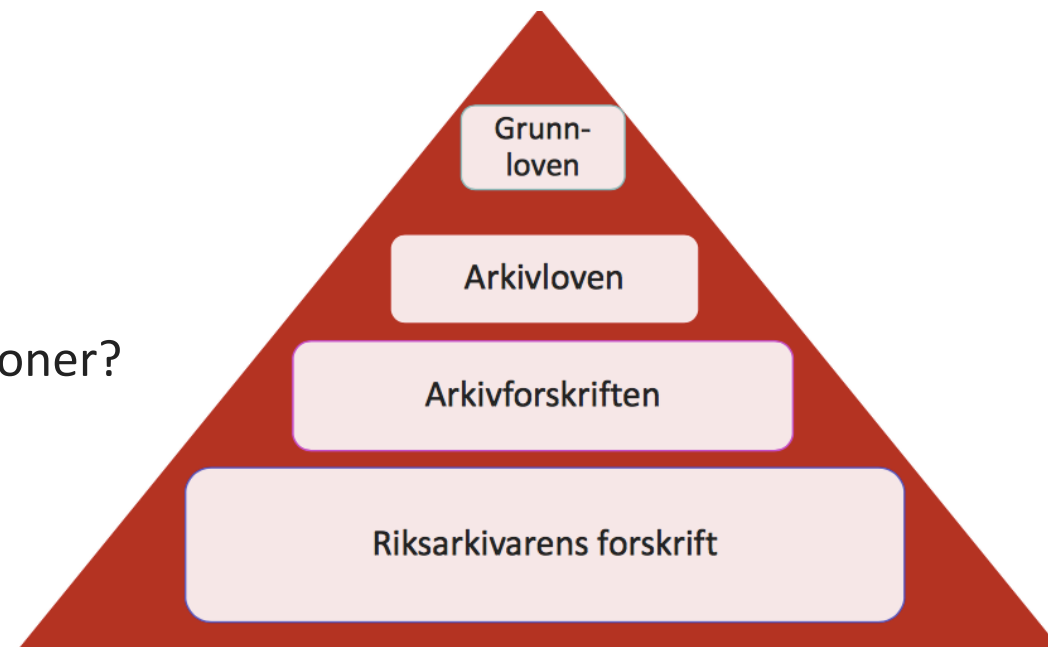 Grunn-
loven
Arkivloven
oner?
Arkivforskriften
Riksarkivarens forskrift